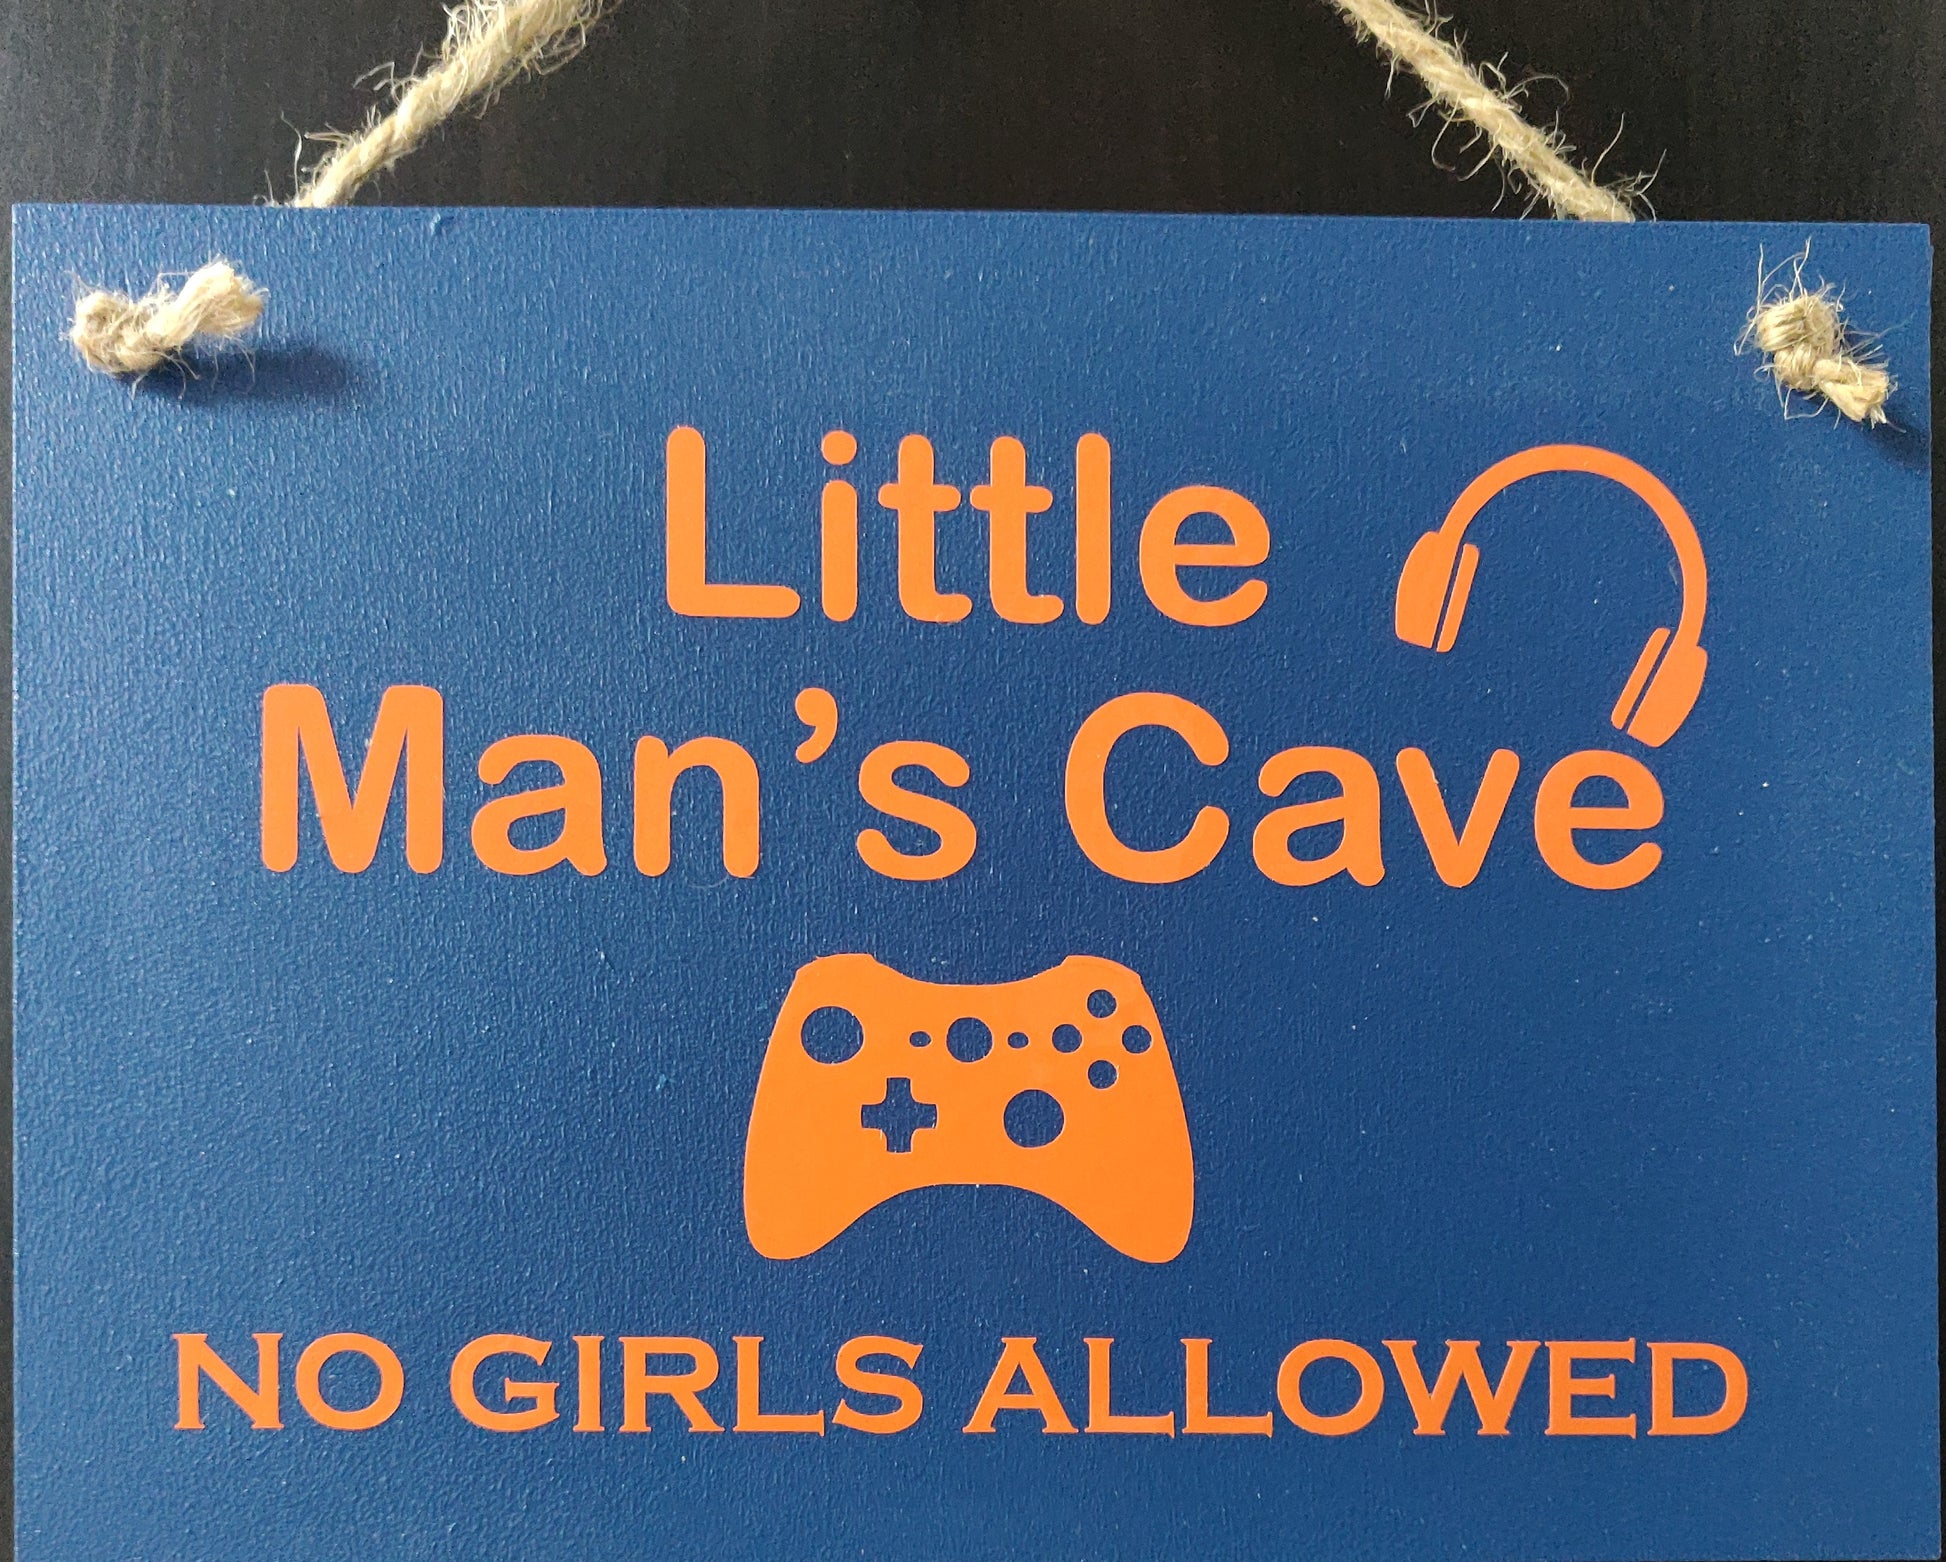 Little
Man’s Cave
NO GIRLS ALLOWED